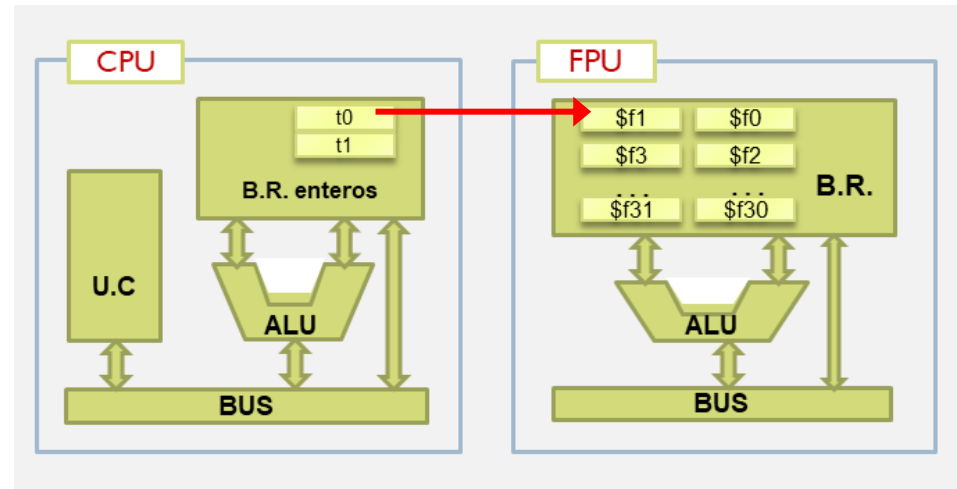 CPU
t0
t1
B.R. enteros
U.C
ALU
BUS
FPU
$f1 $f0
$f3 $f2
... ...
$f31 $f30
B.R.
ALU
BUS